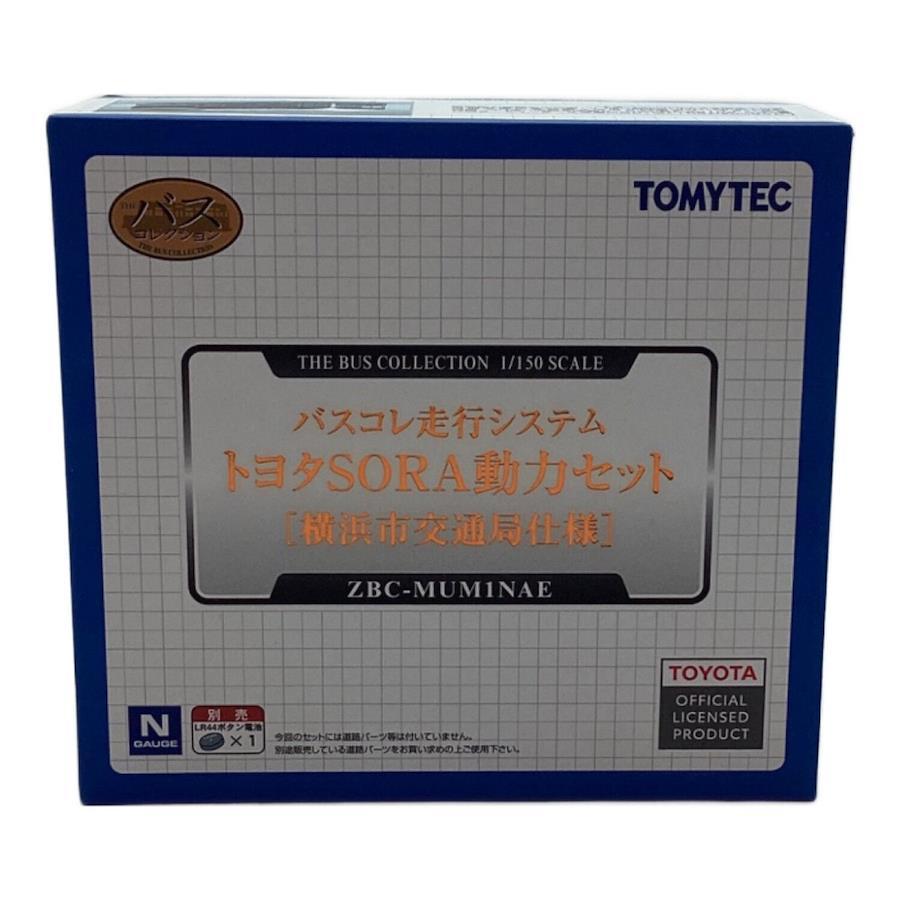 THE
バス
コレクション
THE BUS COLLECTION
TOMYTEC
THE BUS COLLECTION 1/150 SCALE
バスコレ走行システム
トヨタSORA動力セット
[横浜市交通局仕様]
ZBC-MUM1NAE
N
GAUGE
別売
LR44ボタン電池
×1
今回のセットには道路パーツ等は付いていません。
別途販売している道路パーツをお買い求めの上ご使用下さい。
TOYOTA
OFFICIAL
LICENSED
PRODUCT